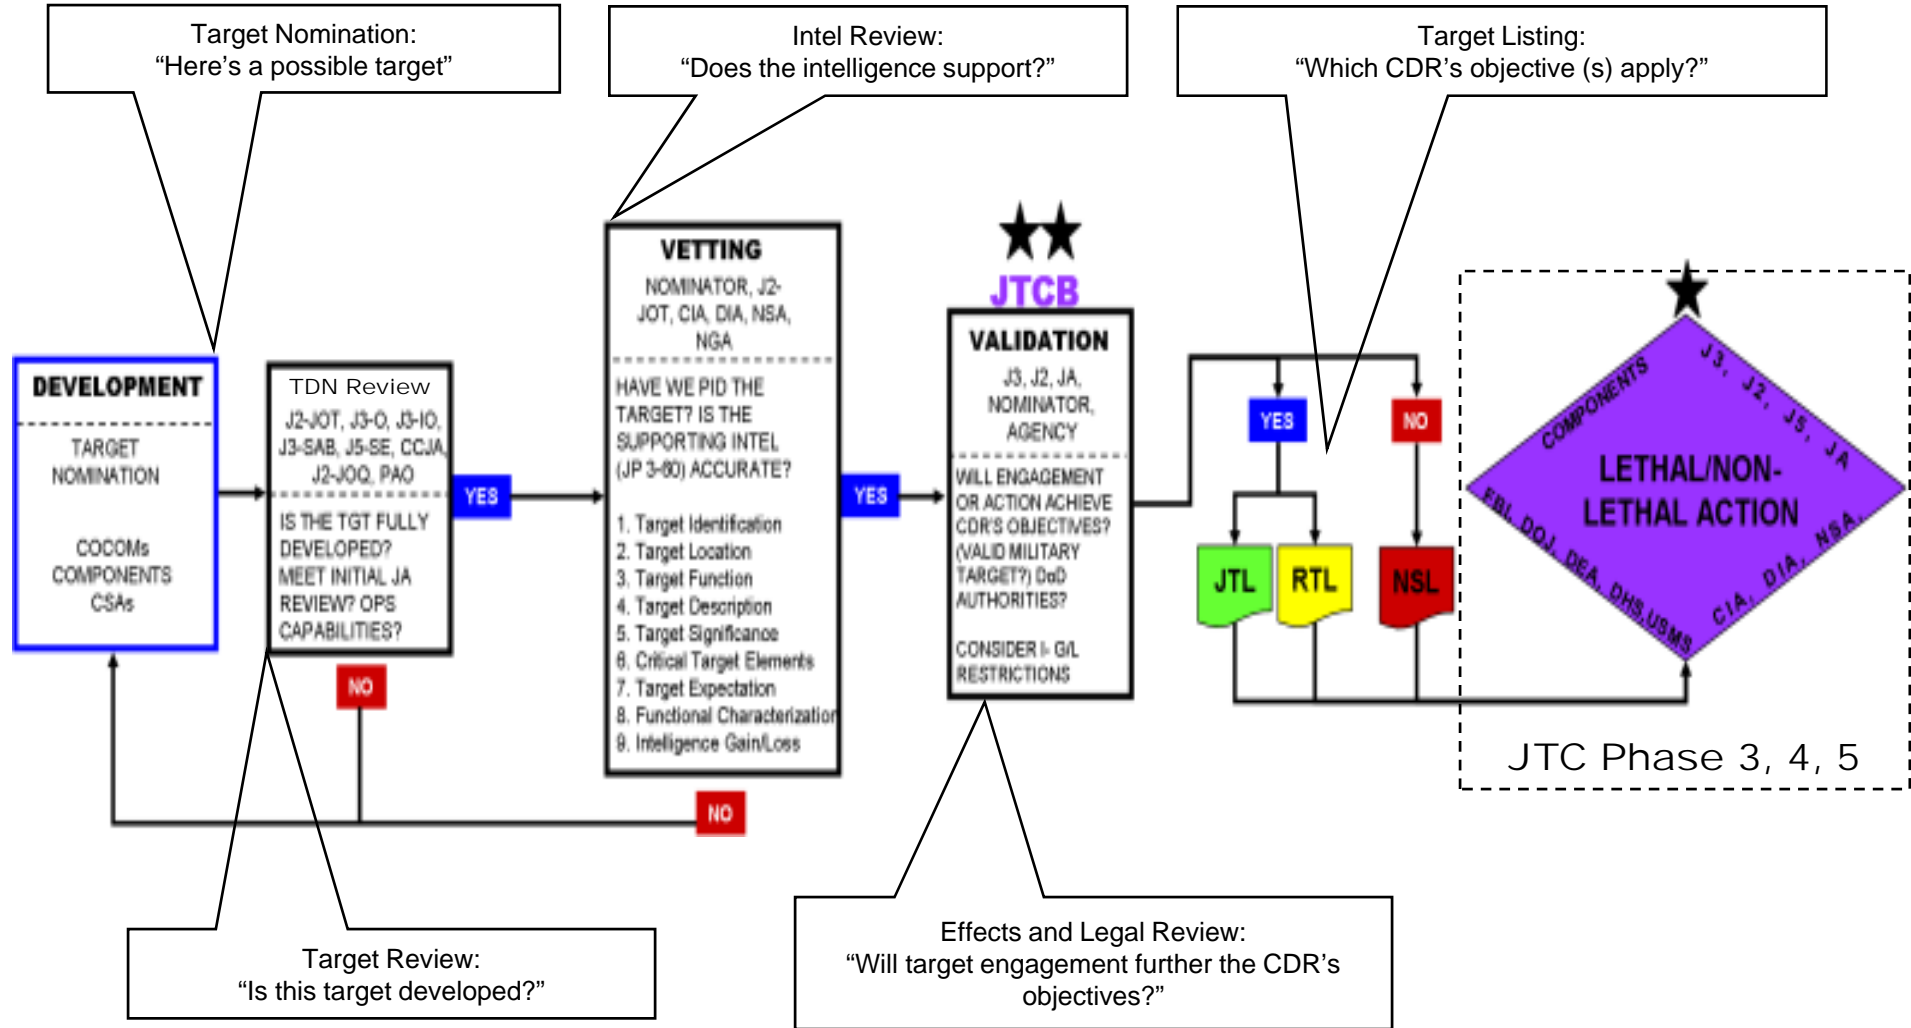 Target Nomination:
“Here’s a possible target”
Intel Review:
“Does the intelligence support?”
Target Listing:
“Which CDR’s objective (s) apply?”
DEVELOPMENT
TARGET
NOMINATION
COCOMs
COMPONENTS
CSAs
TDN Review
J2-JOT, J3-O, J3-IO,
J3-SAB, J5-SE, CCJA,
J2-JOQ, PAO
IS THE TGT FULLY
DEVELOPED?
MEET INITIAL JA
REVIEW? OPS
CAPABILITIES?
YES
NO
VETTING
NOMINATOR, J2-
JOT, CIA, DIA, NSA,
NGA
HAVE WE PID THE
TARGET? IS THE
SUPPORTING INTEL
(JP 3-60) ACCURATE?
1. Target Identification
2. Target Location
3. Target Function
4. Target Description
5. Target Significance
6. Critical Target Elements
7. Target Expectation
8. Functional Characterization
9. Intelligence Gain/Loss
YES
NO
JTCB
VALIDATION
J3, J2, JA,
NOMINATOR,
AGENCY
WILL ENGAGEMENT
OR ACTION ACHIEVE
CDR'S OBJECTIVES?
(VALID MILITARY
TARGET?) DoD
AUTHORITIES?
CONSIDER I- G/L
RESTRICTIONS
YES
NO
JTL
RTL
NSL
COMPONENTS
J3, J2, J5, JA
LETHAL/NON-
LETHAL ACTION
FBI, DOJ, DEA, DHS,USMS
CIA, DIA, NSA,
JTC Phase 3, 4, 5
Target Review:
“Is this target developed?”
Effects and Legal Review:
“Will target engagement further the CDR’s
objectives?”